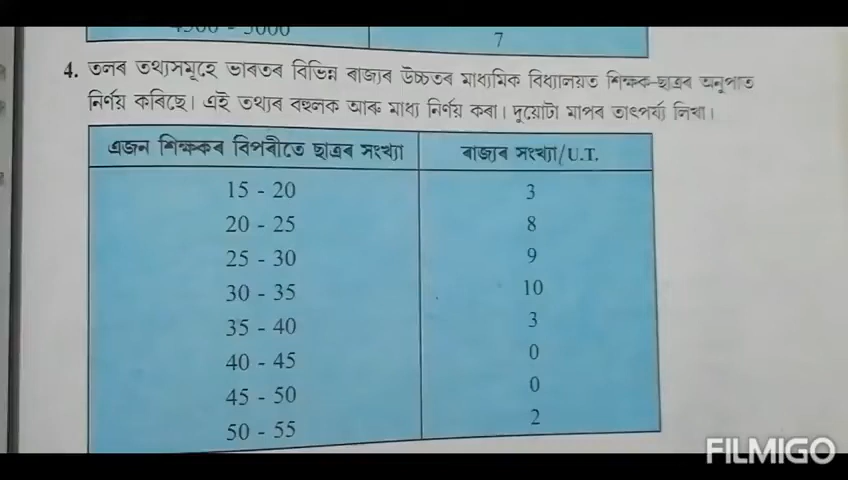 7
4. তলৰ তথ্যসমূহে ভাৰতৰ বিভিন্ন ৰাজ্যৰ উচ্চতৰ মাধ্যমিক বিদ্যালয়ত শিক্ষক-ছাত্ৰৰ অনুপাত
নিৰ্ণয় কৰিছে। এই তথ্যৰ বহুলক আৰু মাধ্য নিৰ্ণয় কৰা। দুয়োটা মাপৰ তাৎপৰ্য্য লিখা।
এজন শিক্ষকৰ বিপৰীতে ছাত্ৰৰ সংখ্যা ৰাজ্যৰ সংখ্যা/U.T.
15 - 20 3
20 - 25 8
25 - 30 9
30 - 35 10
35 - 40 3
40 - 45 0
45 - 50 0
50 - 55 2
FILMIGO